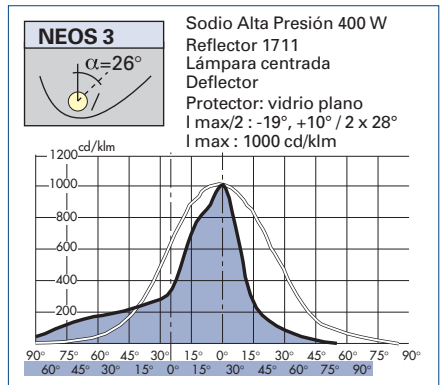 NEOS 3
α=26°
Sodio Alta Presión 400 W
Reflector 1711
Lámpara centrada
Deflector
Protector: vidrio plano
I max/2 : -19°, +10° / 2 x 28°
I max : 1000 cd/klm
1200 cd/klm
1000
800
600
400
200
90° 75° 60° 45° 30° 15° 0° 15° 30° 45° 60° 75° 90°
60° 45° 30° 15° 0° 15° 30° 45° 60° 75° 90°